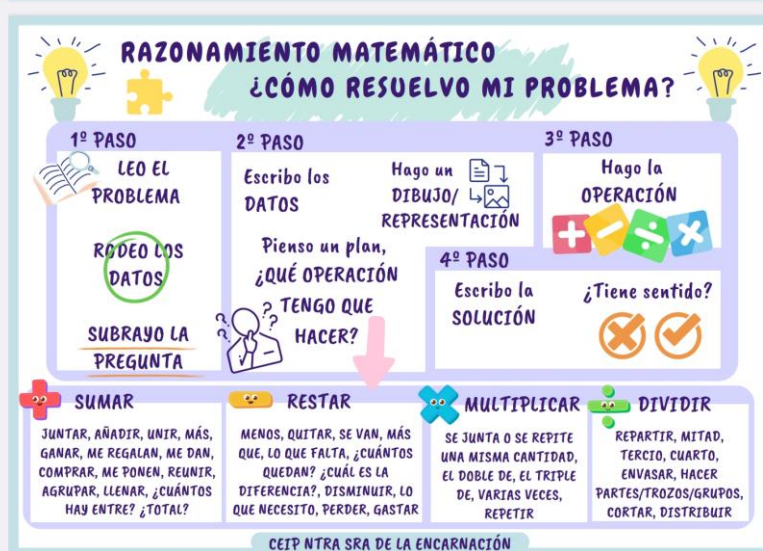 RAZONAMIENTO MATEMÁTICO
¿CÓMO RESUELVO MI PROBLEMA?
1º PASO
LEO EL
PROBLEMA
RODEO LOS
DATOS
SUBRAYO LA
PREGUNTA
2º PASO
Escribo los
DATOS
Hago un
DIBUJO/
REPRESENTACIÓN
Pienso un plan,
¿QUÉ OPERACIÓN
TENGO QUE
HACER?
3º PASO
Hago la
OPERACIÓN
4º PASO
Escribo la
SOLUCIÓN
¿Tiene sentido?
SUMAR
JUNTAR, AÑADIR, UNIR, MÁS,
GANAR, ME REGALAN, ME DAN,
COMPRAR, ME PONEN, REUNIR,
AGRUPAR, LLENAR, ¿CUÁNTOS
HAY ENTRE? ¿TOTAL?
RESTAR
MENOS, QUITAR, SE VAN, MÁS
QUE, LO QUE FALTA, ¿CUÁNTOS
QUEDAN? ¿CUÁL ES LA
DIFERENCIA?, DISMINUIR, LO
QUE NECESITO, PERDER, GASTAR
MULTIPLICAR
SE JUNTA O SE REPITE
UNA MISMA CANTIDAD,
EL DOBLE DE, EL TRIPLE
DE, VARIAS VECES,
REPETIR
DIVIDIR
REPARTIR, MITAD,
TERCIO, CUARTO,
ENVASAR, HACER
PARTES/TROZOS/GRUPOS,
CORTAR, DISTRIBUIR
CEIP NTRA SRA DE LA ENCARNACIÓN